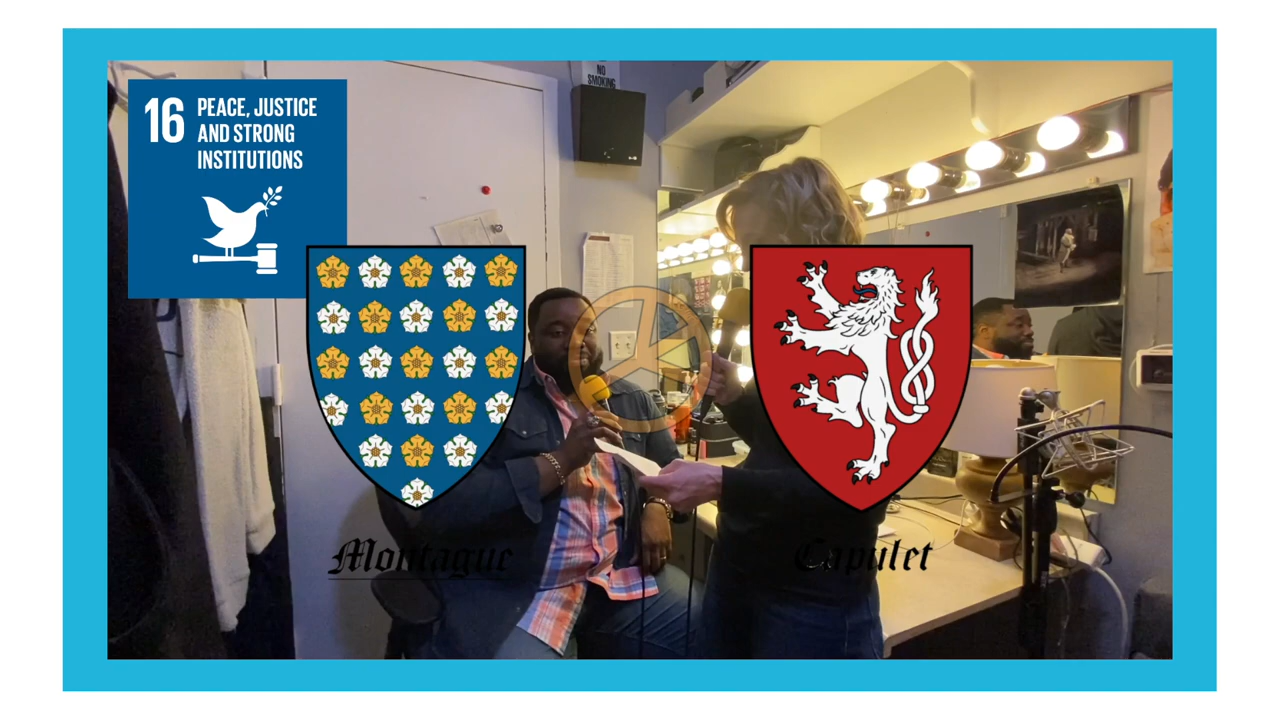 NO
SMOKING
16 PEACE, JUSTICE
AND STRONG
INSTITUTIONS
Montague
Capulet